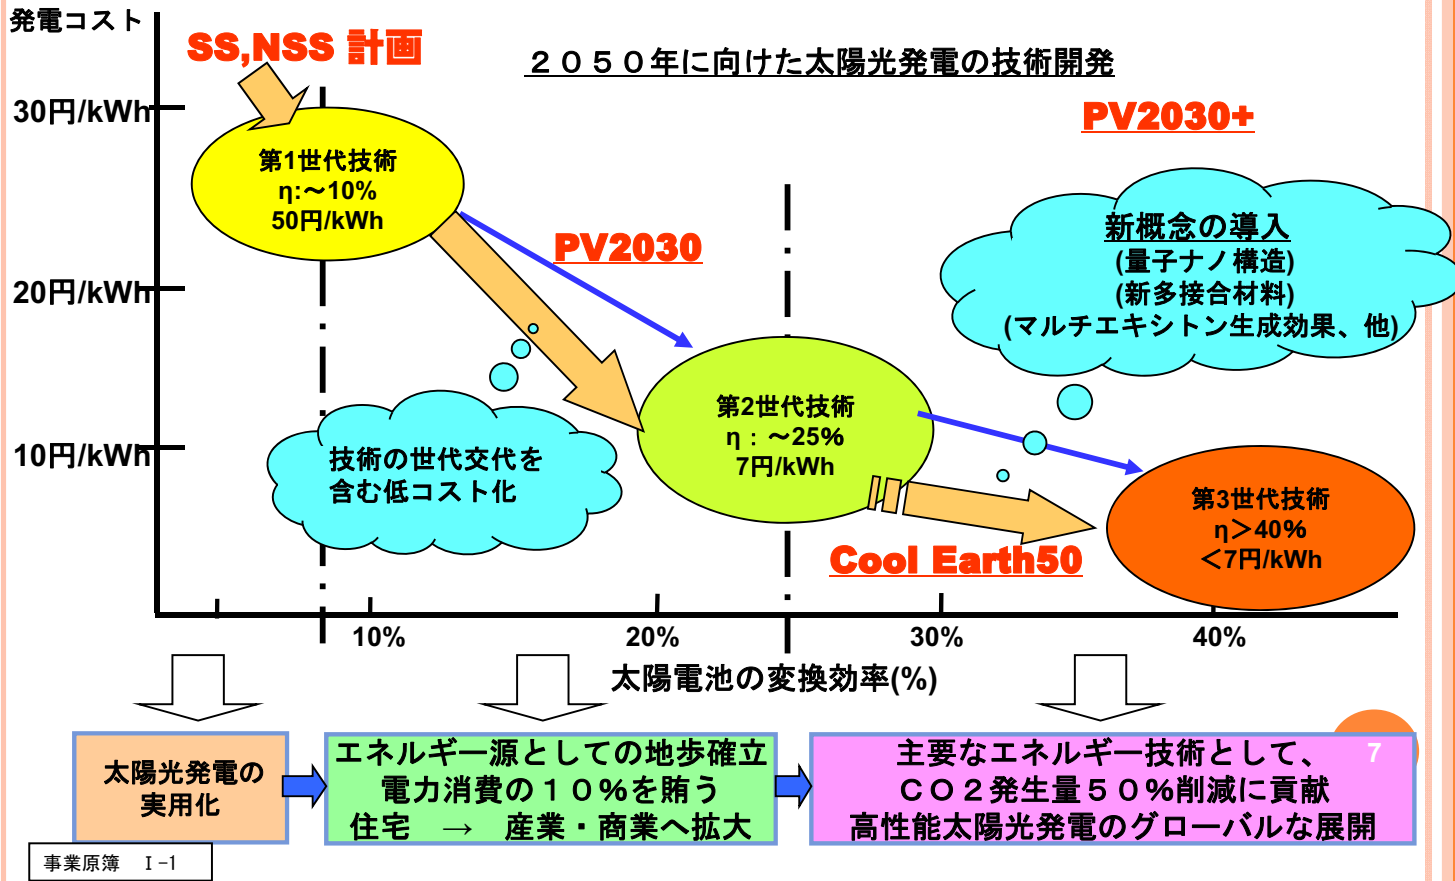 発電コスト
SS,NSS 計画
２０５０年に向けた太陽光発電の技術開発
30円/kWh
PV2030+
第1世代技術
η:～10%
50円/kWh
新概念の導入
(量子ナノ構造)
(新多接合材料)
(マルチエキシトン生成効果、他)
PV2030
20円/kWh
第2世代技術
η：～25%
7円/kWh
10円/kWh
技術の世代交代を
含む低コスト化
第3世代技術
η＞40%
＜7円/kWh
Cool Earth50
10%
20%
30%
40%
太陽電池の変換効率(%)
太陽光発電の
実用化
エネルギー源としての地歩確立
電力消費の１０％を賄う
住宅　→　産業・商業へ拡大
主要なエネルギー技術として、
ＣＯ２発生量５０％削減に貢献
高性能太陽光発電のグローバルな展開
7
事業原簿　Ⅰ-1